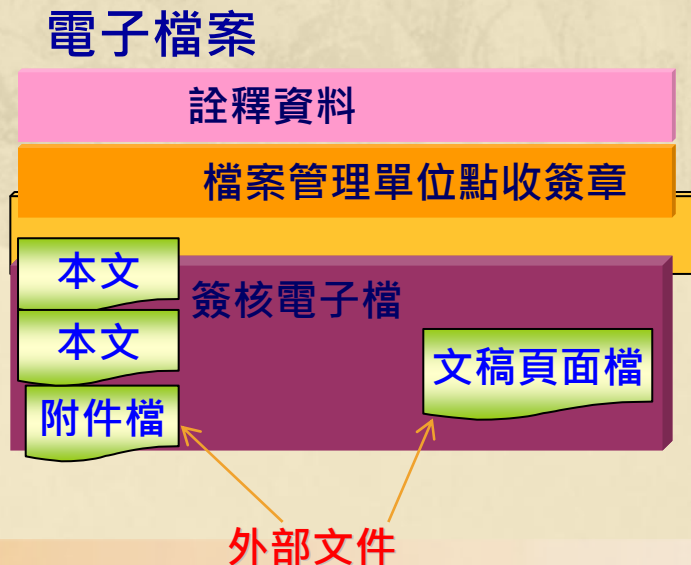 電子檔案
詮釋資料
檔案管理單位點收簽章
本文
簽核電子檔
本文
文稿頁面檔
附件檔
外部文件